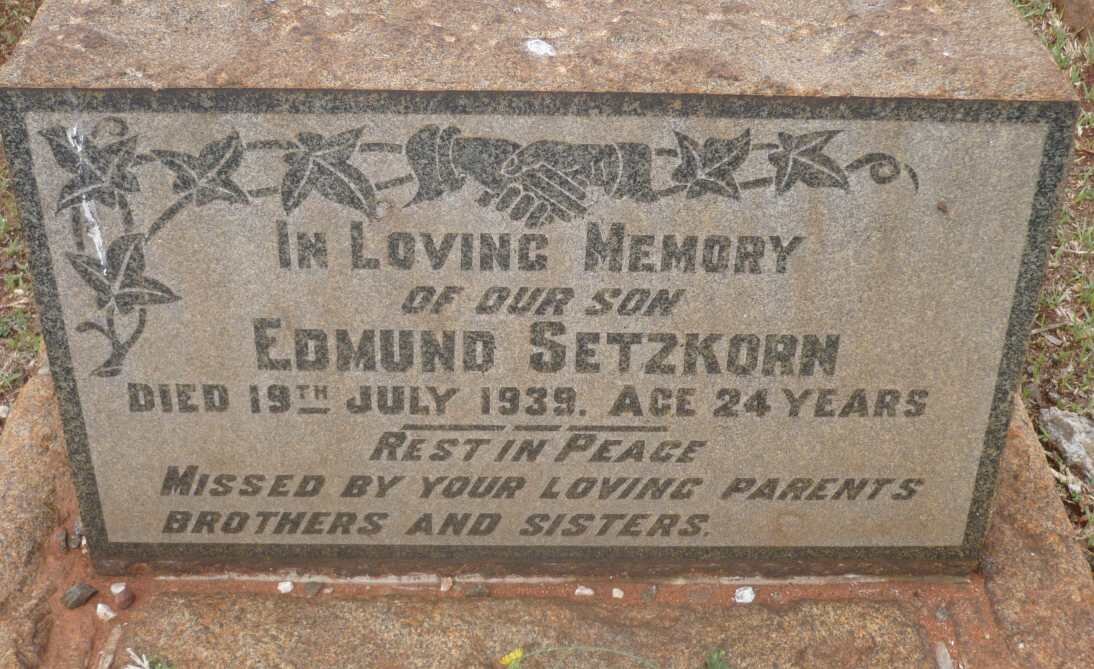 IN LOVING MEMORY
OF OUR SON
EDMUND SETZKORN
DIED 19TH JULY 1939. AGE 24 YEARS
REST IN PEACE
MISSED BY YOUR LOVING PARENTS
BROTHERS AND SISTERS.